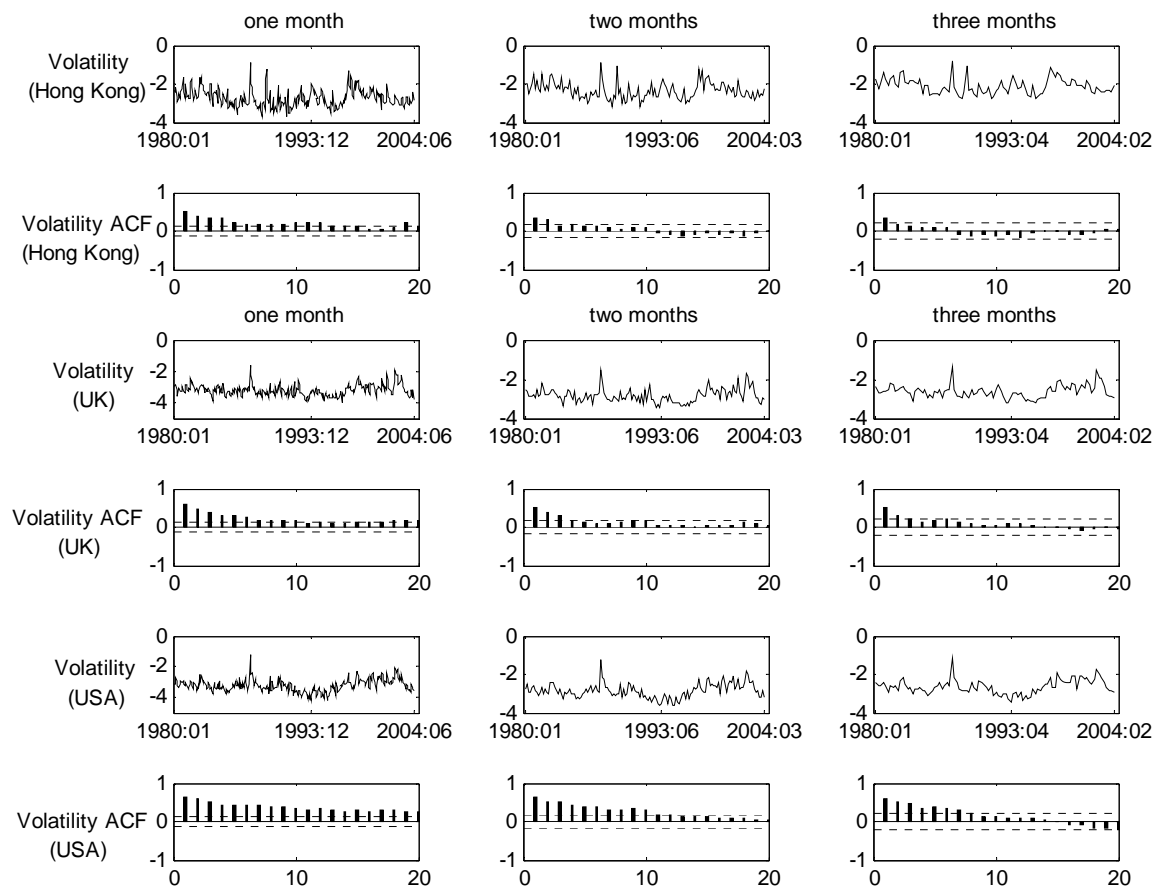 one month two months three months
Volatility
(Hong Kong)
0 0 0
-2 -2 -2
-4 -4 -4
1980:01 1993:12 2004:06 1980:01 1993:06 2004:03 1980:01 1993:04 2004:02
Volatility ACF
(Hong Kong)
1 1 1
0 0 0
-1 -1 -1
0 10 20 0 10 20 0 10 20
one month two months three months
Volatility
(UK)
0 0 0
-2 -2 -2
-4 -4 -4
1980:01 1993:12 2004:06 1980:01 1993:06 2004:03 1980:01 1993:04 2004:02
Volatility ACF
(UK)
1 1 1
0 0 0
-1 -1 -1
0 10 20 0 10 20 0 10 20
Volatility
(USA)
0 0 0
-2 -2 -2
-4 -4 -4
1980:01 1993:12 2004:06 1980:01 1993:06 2004:03 1980:01 1993:04 2004:02
Volatility ACF
(USA)
1 1 1
0 0 0
-1 -1 -1
0 10 20 0 10 20 0 10 20